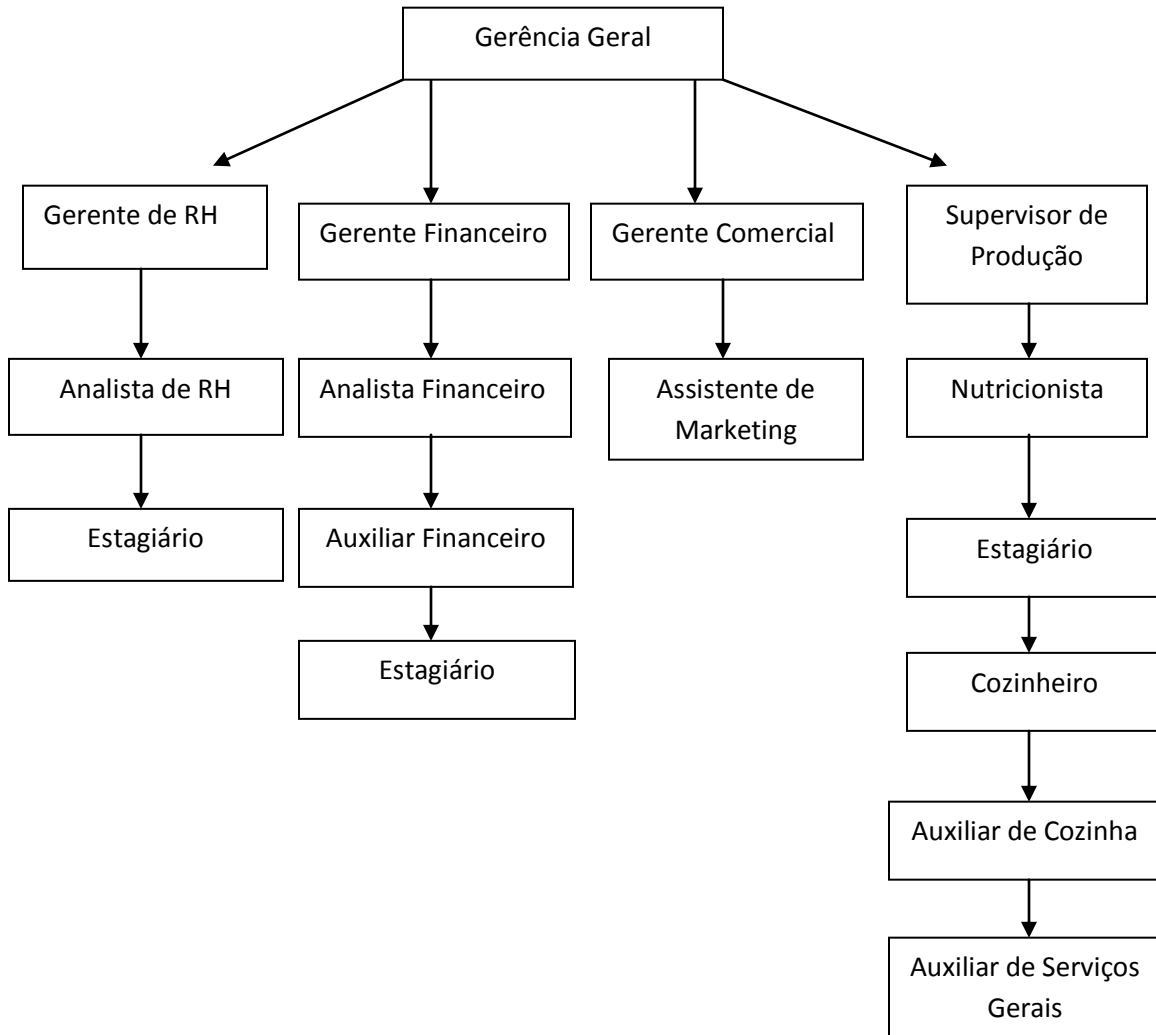 Gerência Geral
Gerente de RH
Gerente Financeiro
Gerente Comercial
Supervisor de
Produção
Analista de RH
Analista Financeiro
Assistente de
Marketing
Nutricionista
Estagiário
Auxiliar Financeiro
Estagiário
Estagiário
Cozinheiro
Auxiliar de Cozinha
Auxiliar de Serviços
Gerais